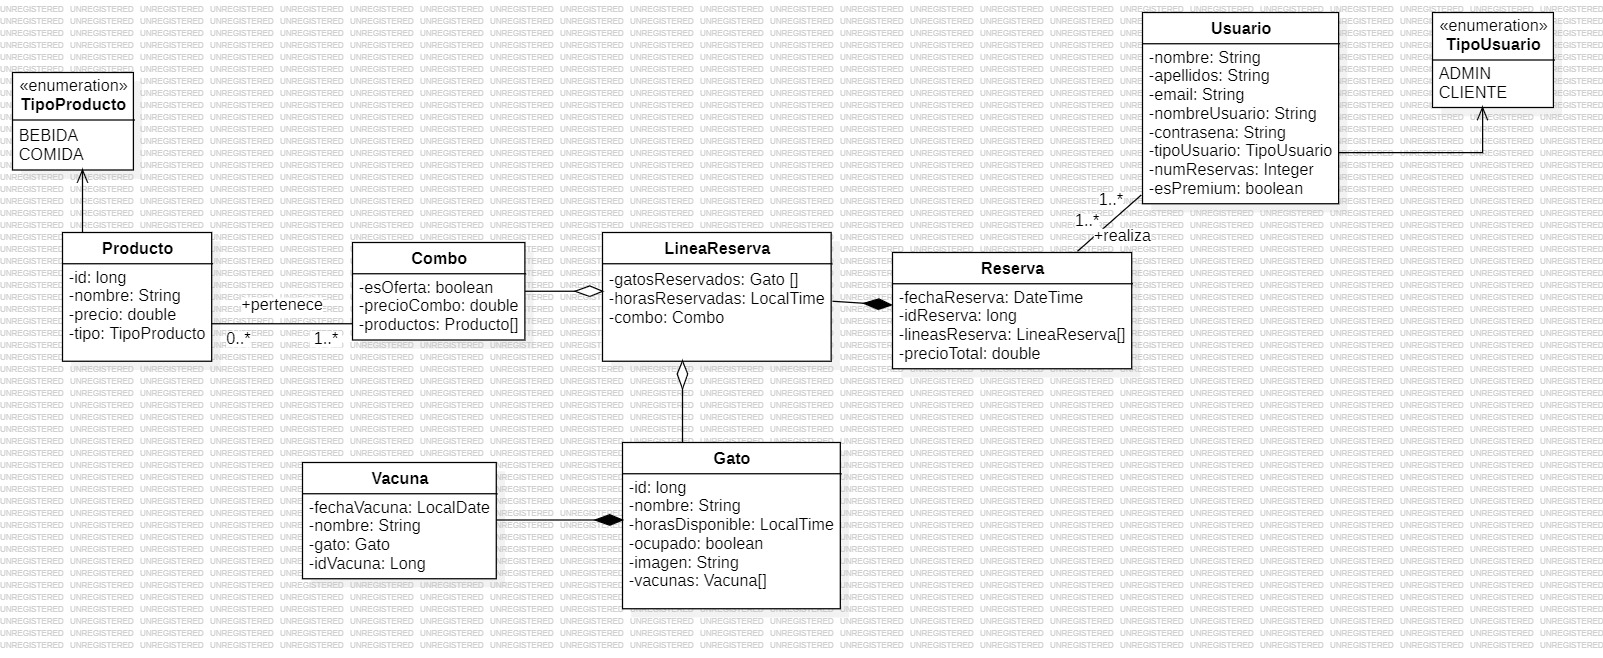 «enumeration»
TipoProducto
BEBIDA
COMIDA
Producto
-id: long
-nombre: String
-precio: double
-tipo: TipoProducto
+pertenece
0..*
1..*
Combo
-esOferta: boolean
-precioCombo: double
-productos: Producto[]
LineaReserva
-gatosReservados: Gato []
-horasReservadas: LocalTime
-combo: Combo
Reserva
-fechaReserva: DateTime
-idReserva: long
-lineasReserva: LineaReserva[]
-precioTotal: double
1..*
1..*
+realiza
Usuario
-nombre: String
-apellidos: String
-email: String
-nombreUsuario: String
-contrasena: String
-tipoUsuario: TipoUsuario
-numReservas: Integer
-esPremium: boolean
«enumeration»
TipoUsuario
ADMIN
CLIENTE
Vacuna
-fechaVacuna: LocalDate
-nombre: String
-gato: Gato
-idVacuna: Long
Gato
-id: long
-nombre: String
-horasDisponible: LocalTime
-ocupado: boolean
-imagen: String
-vacunas: Vacuna[]
UNREGISTERED